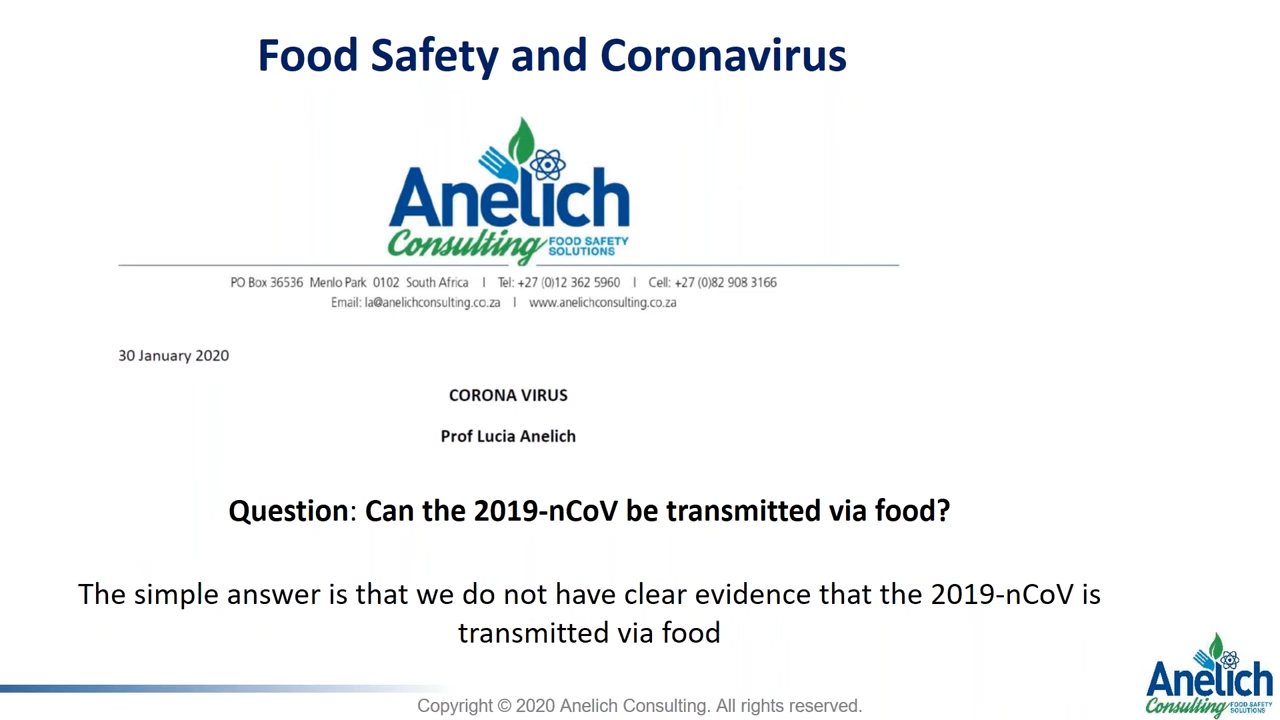 Food Safety and Coronavirus
Anelich
Consulting FOOD SAFETY SOLUTIONS
PO Box 36536 Menlo Park 0102 South Africa | Tel: +27 (0)12 362 5960 | Cell: +27 (0)82 908 3166
Email: la@anelichconsulting.co.za | www.anelichconsulting.co.za
30 January 2020
CORONA VIRUS
Prof Lucia Anelich
Question: Can the 2019-nCoV be transmitted via food?
The simple answer is that we do not have clear evidence that the 2019-nCoV is
transmitted via food
Copyright © 2020 Anelich Consulting. All rights reserved.
Anelich
Consulting FOOD SAFETY SOLUTIONS